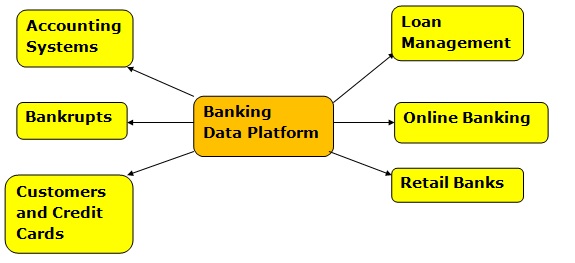 Accounting
Systems
Loan
Management
Bankrupts
Banking
Data Platform
Online Banking
Customers
and Credit
Cards
Retail Banks